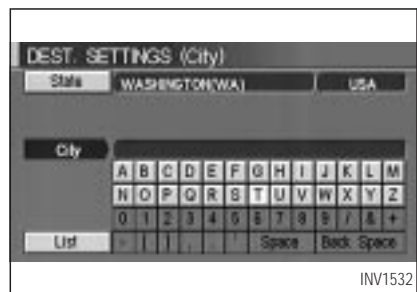 DEST. SETTINGS (City)
State WASHINGTON(WA) USA
City
A B C D E F G H I J K L M
N O P Q R S T U V W X Y Z
0 1 2 3 4 5 6 7 8 9 / & +
- ( ) . , ' Space Back Space
List
INV1532